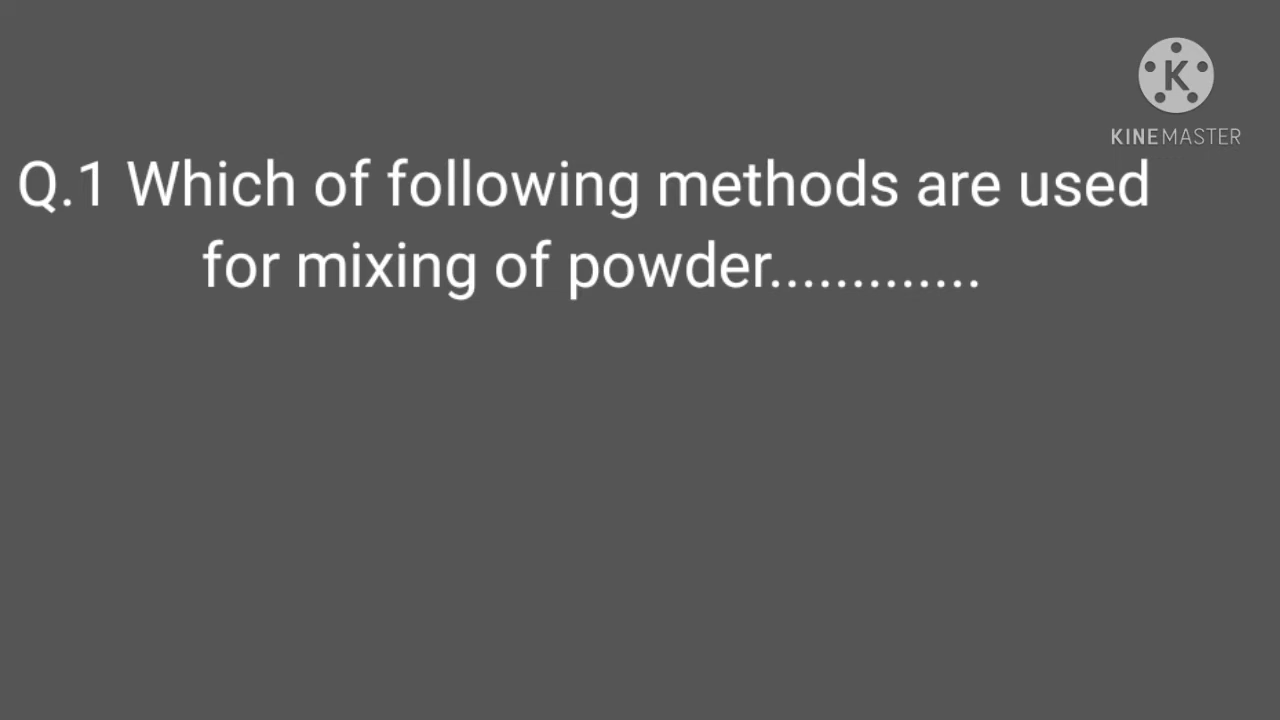 K
KINEMASTER
Q.1 Which of following methods are used
for mixing of powder.............